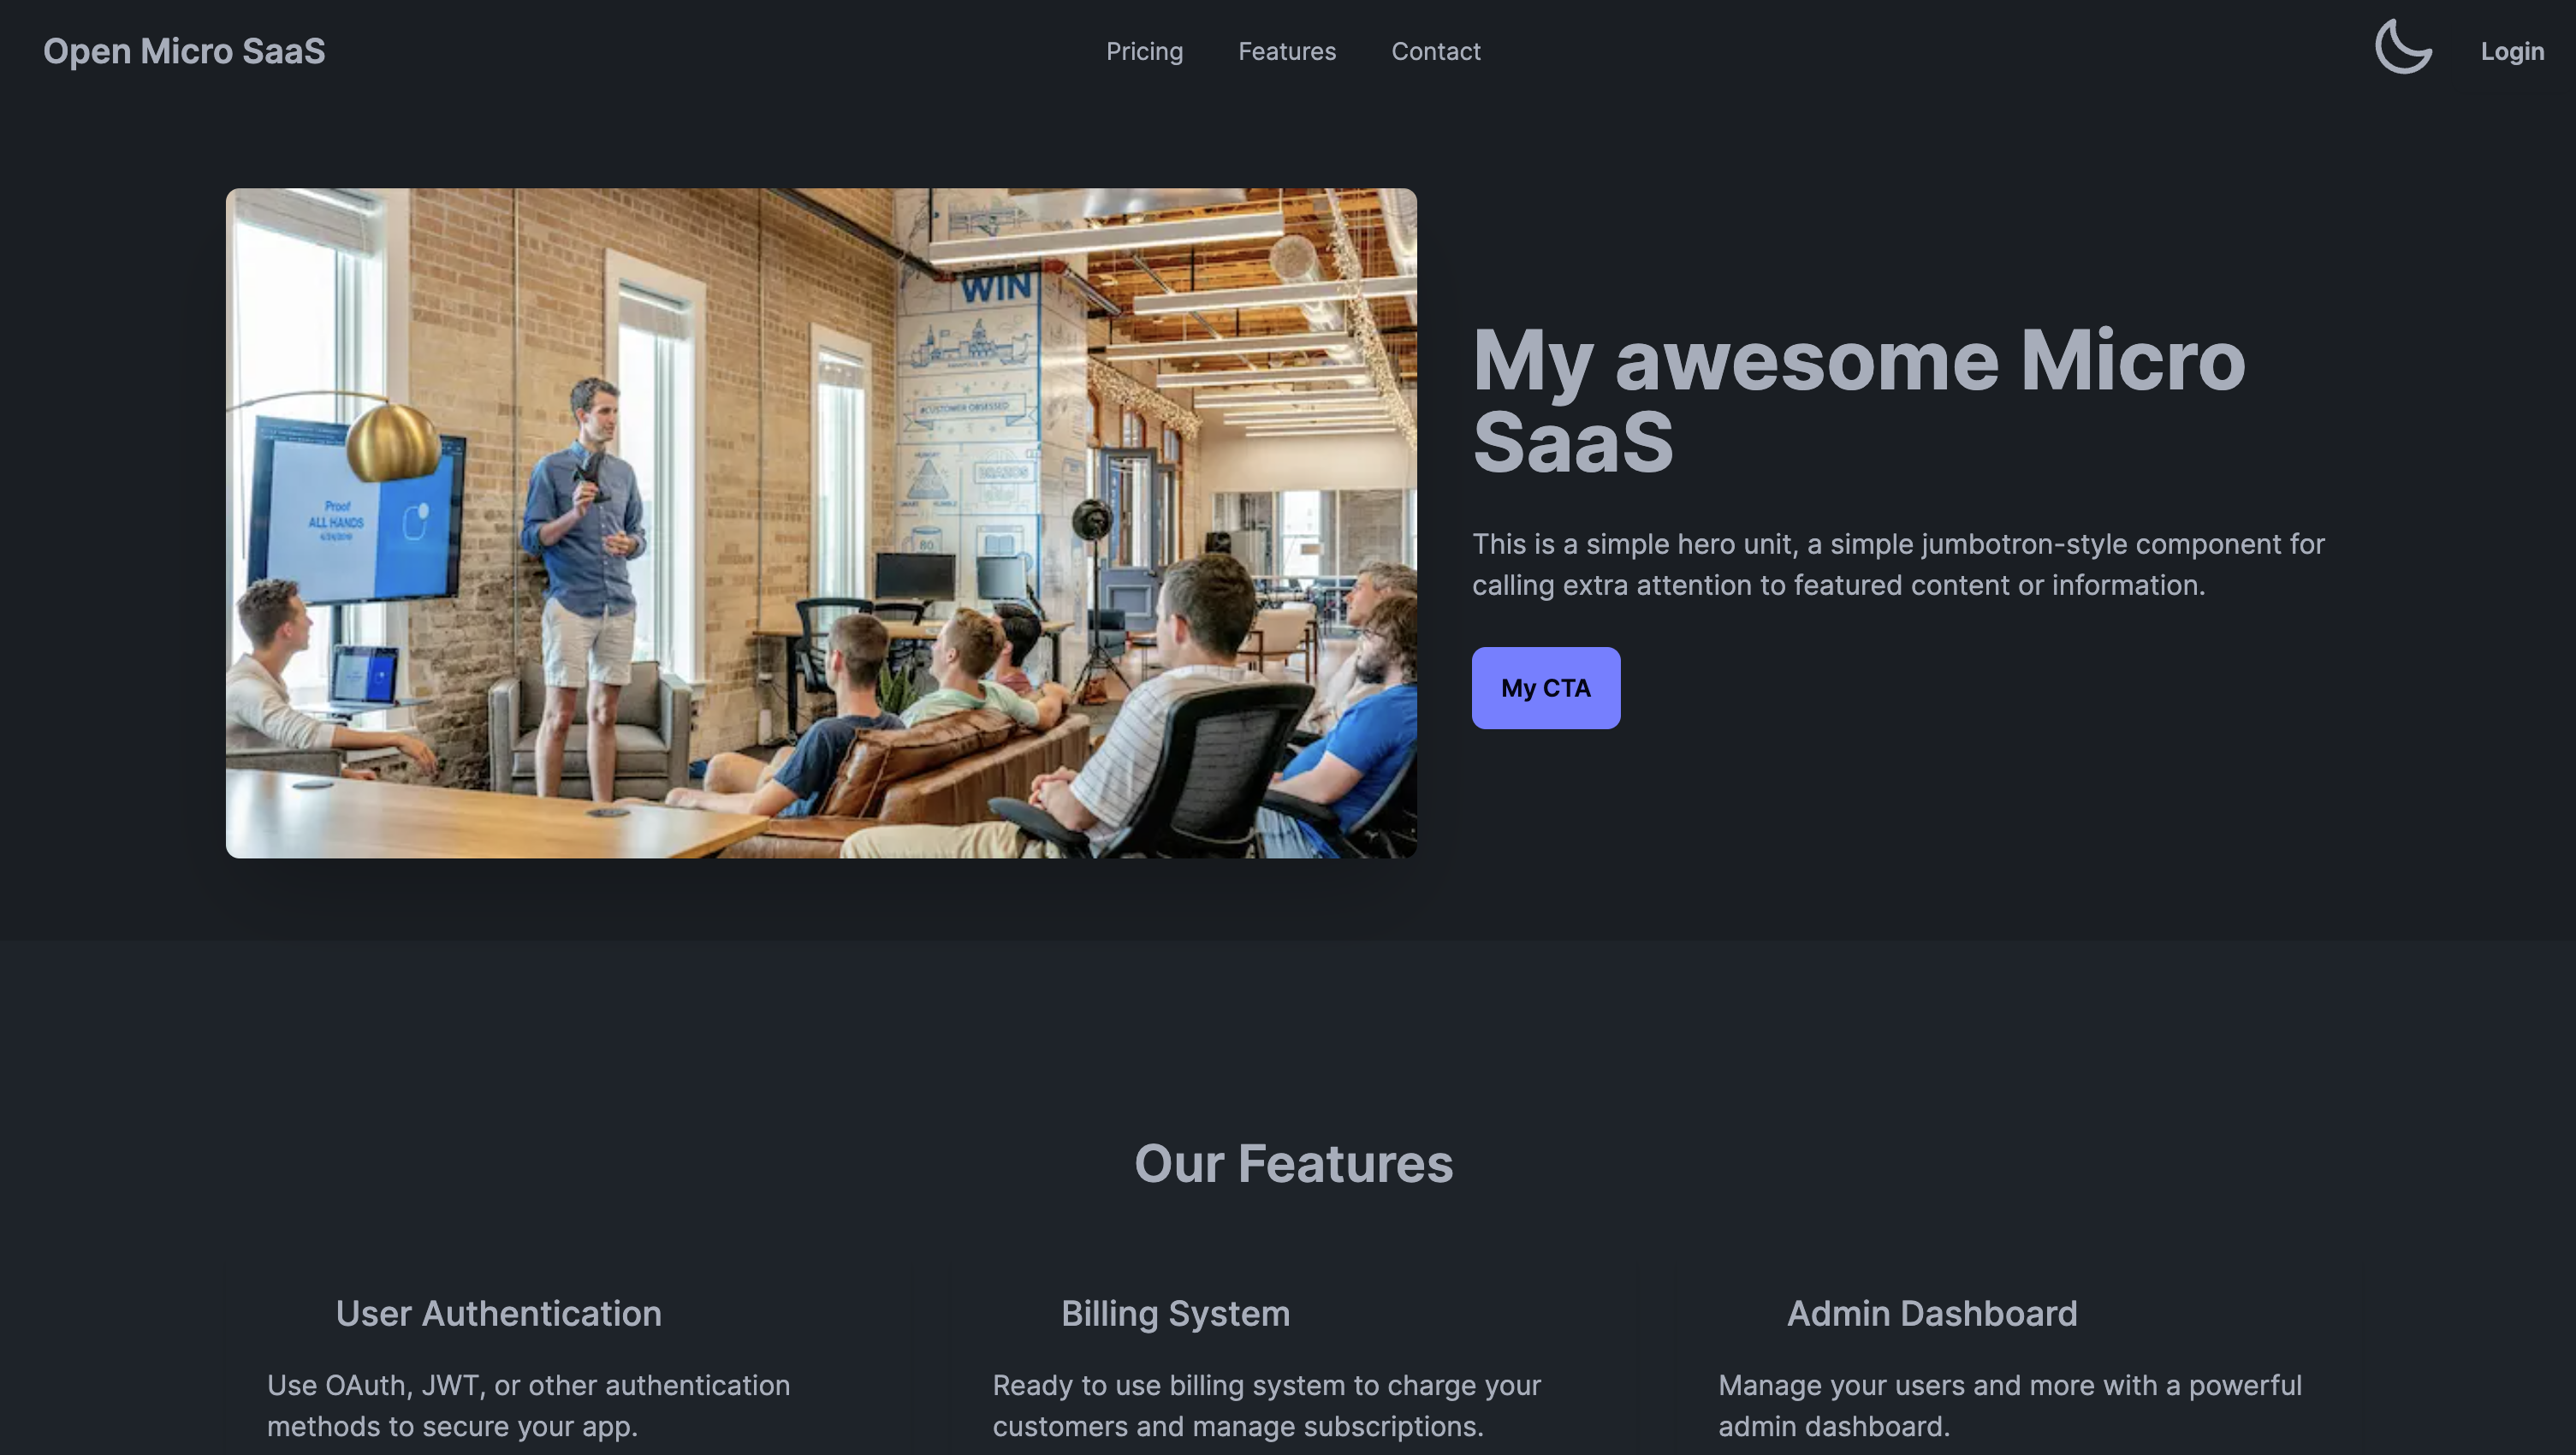 Open Micro SaaS
Pricing
Features
Contact
Login
WIN
#CUSTOMER OBSESSED
Proof
ALL HANDS
My awesome Micro
SaaS
This is a simple hero unit, a simple jumbotron-style component for
calling extra attention to featured content or information.
My CTA
Our Features
User Authentication
Use OAuth, JWT, or other authentication
methods to secure your app.
Billing System
Ready to use billing system to charge your
customers and manage subscriptions.
Admin Dashboard
Manage your users and more with a powerful
admin dashboard.